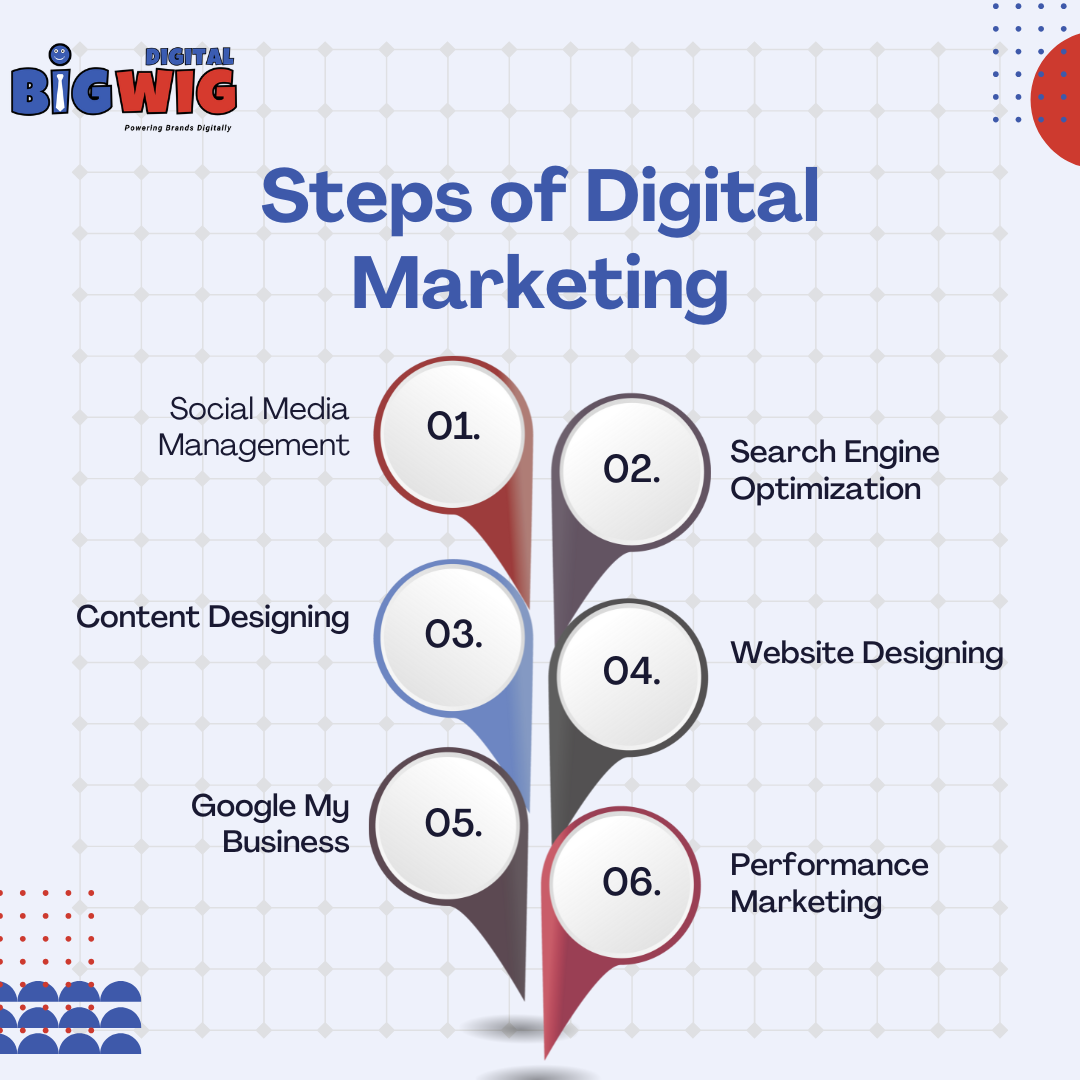 DIGITAL
BIGWIG
Powering Brands Digitally
Steps of Digital
Marketing
01.
Social Media
Management
02.
Search Engine
Optimization
03.
Content Designing
04.
Website Designing
05.
Google My
Business
06.
Performance
Marketing